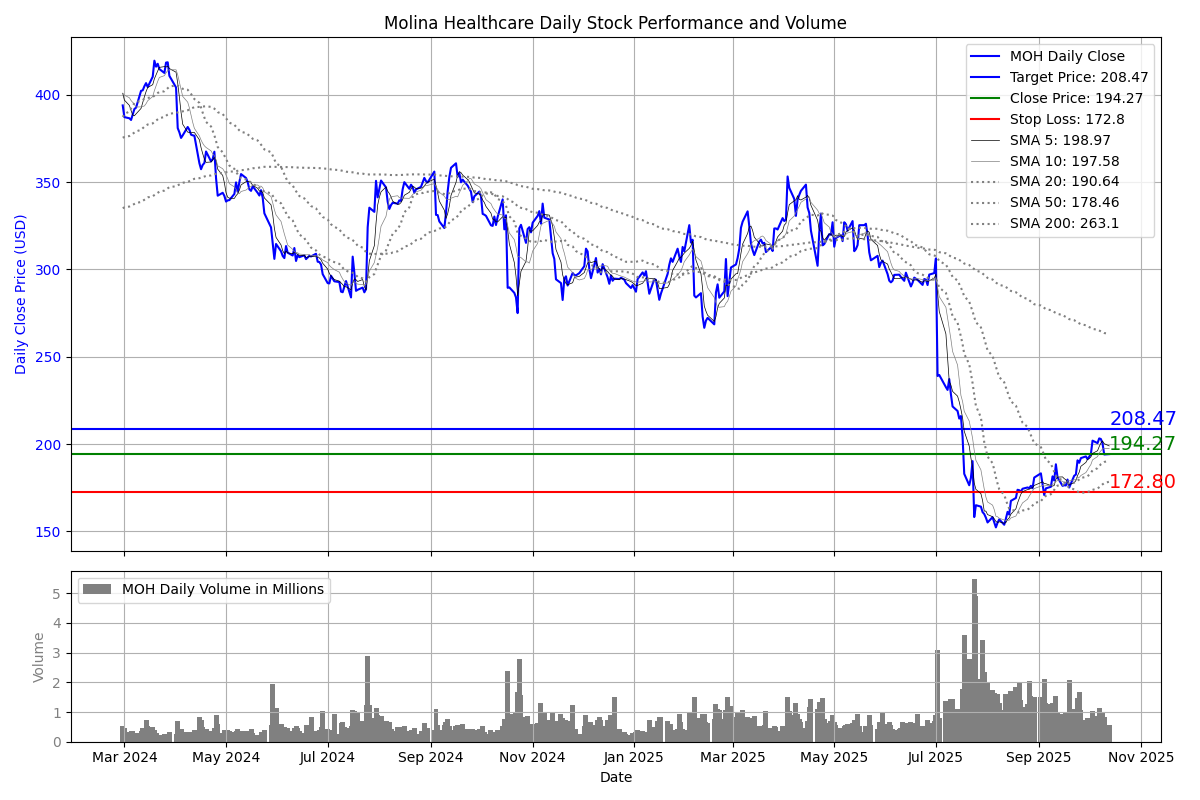 Molina Healthcare Daily Stock Performance and Volume
MOH Daily Close
Target Price: 208.47
Close Price: 194.27
Stop Loss: 172.8
SMA 5: 198.97
SMA 10: 197.58
SMA 20: 190.64
SMA 50: 178.46
SMA 200: 263.1
Daily Close Price (USD)
400
350
300
250
200
150
208.47
194.27
172.80
MOH Daily Volume in Millions
Volume
5
4
3
2
1
0
Mar 2024 May 2024 Jul 2024 Sep 2024 Nov 2024 Jan 2025 Mar 2025 May 2025 Jul 2025 Sep 2025 Nov 2025
Date